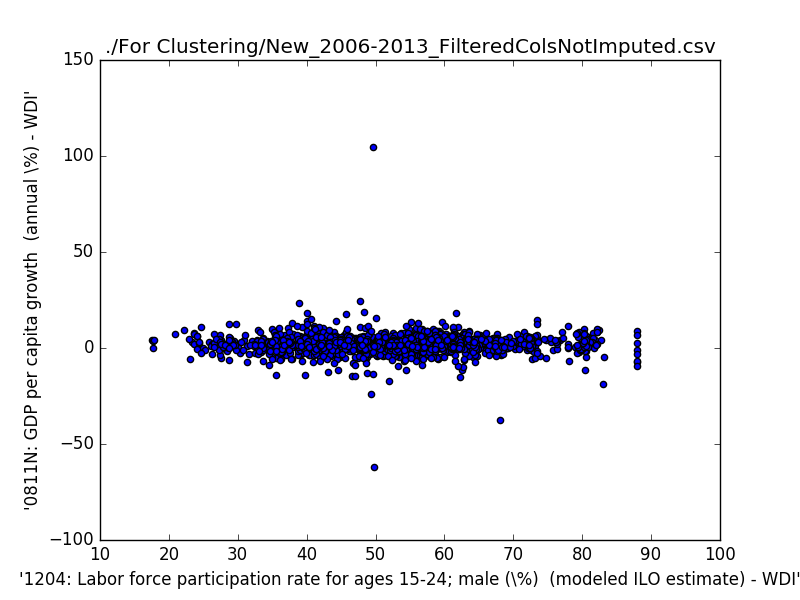 ./For Clustering/New_2006-2013_FilteredColsNotImputed.csv
150
100
50
0
−50
−100
'0811N: GDP per capita growth  (annual \%) - WDI'
10 20 30 40 50 60 70 80 90 100
'1204: Labor force participation rate for ages 15-24; male (\%)  (modeled ILO estimate) - WDI'